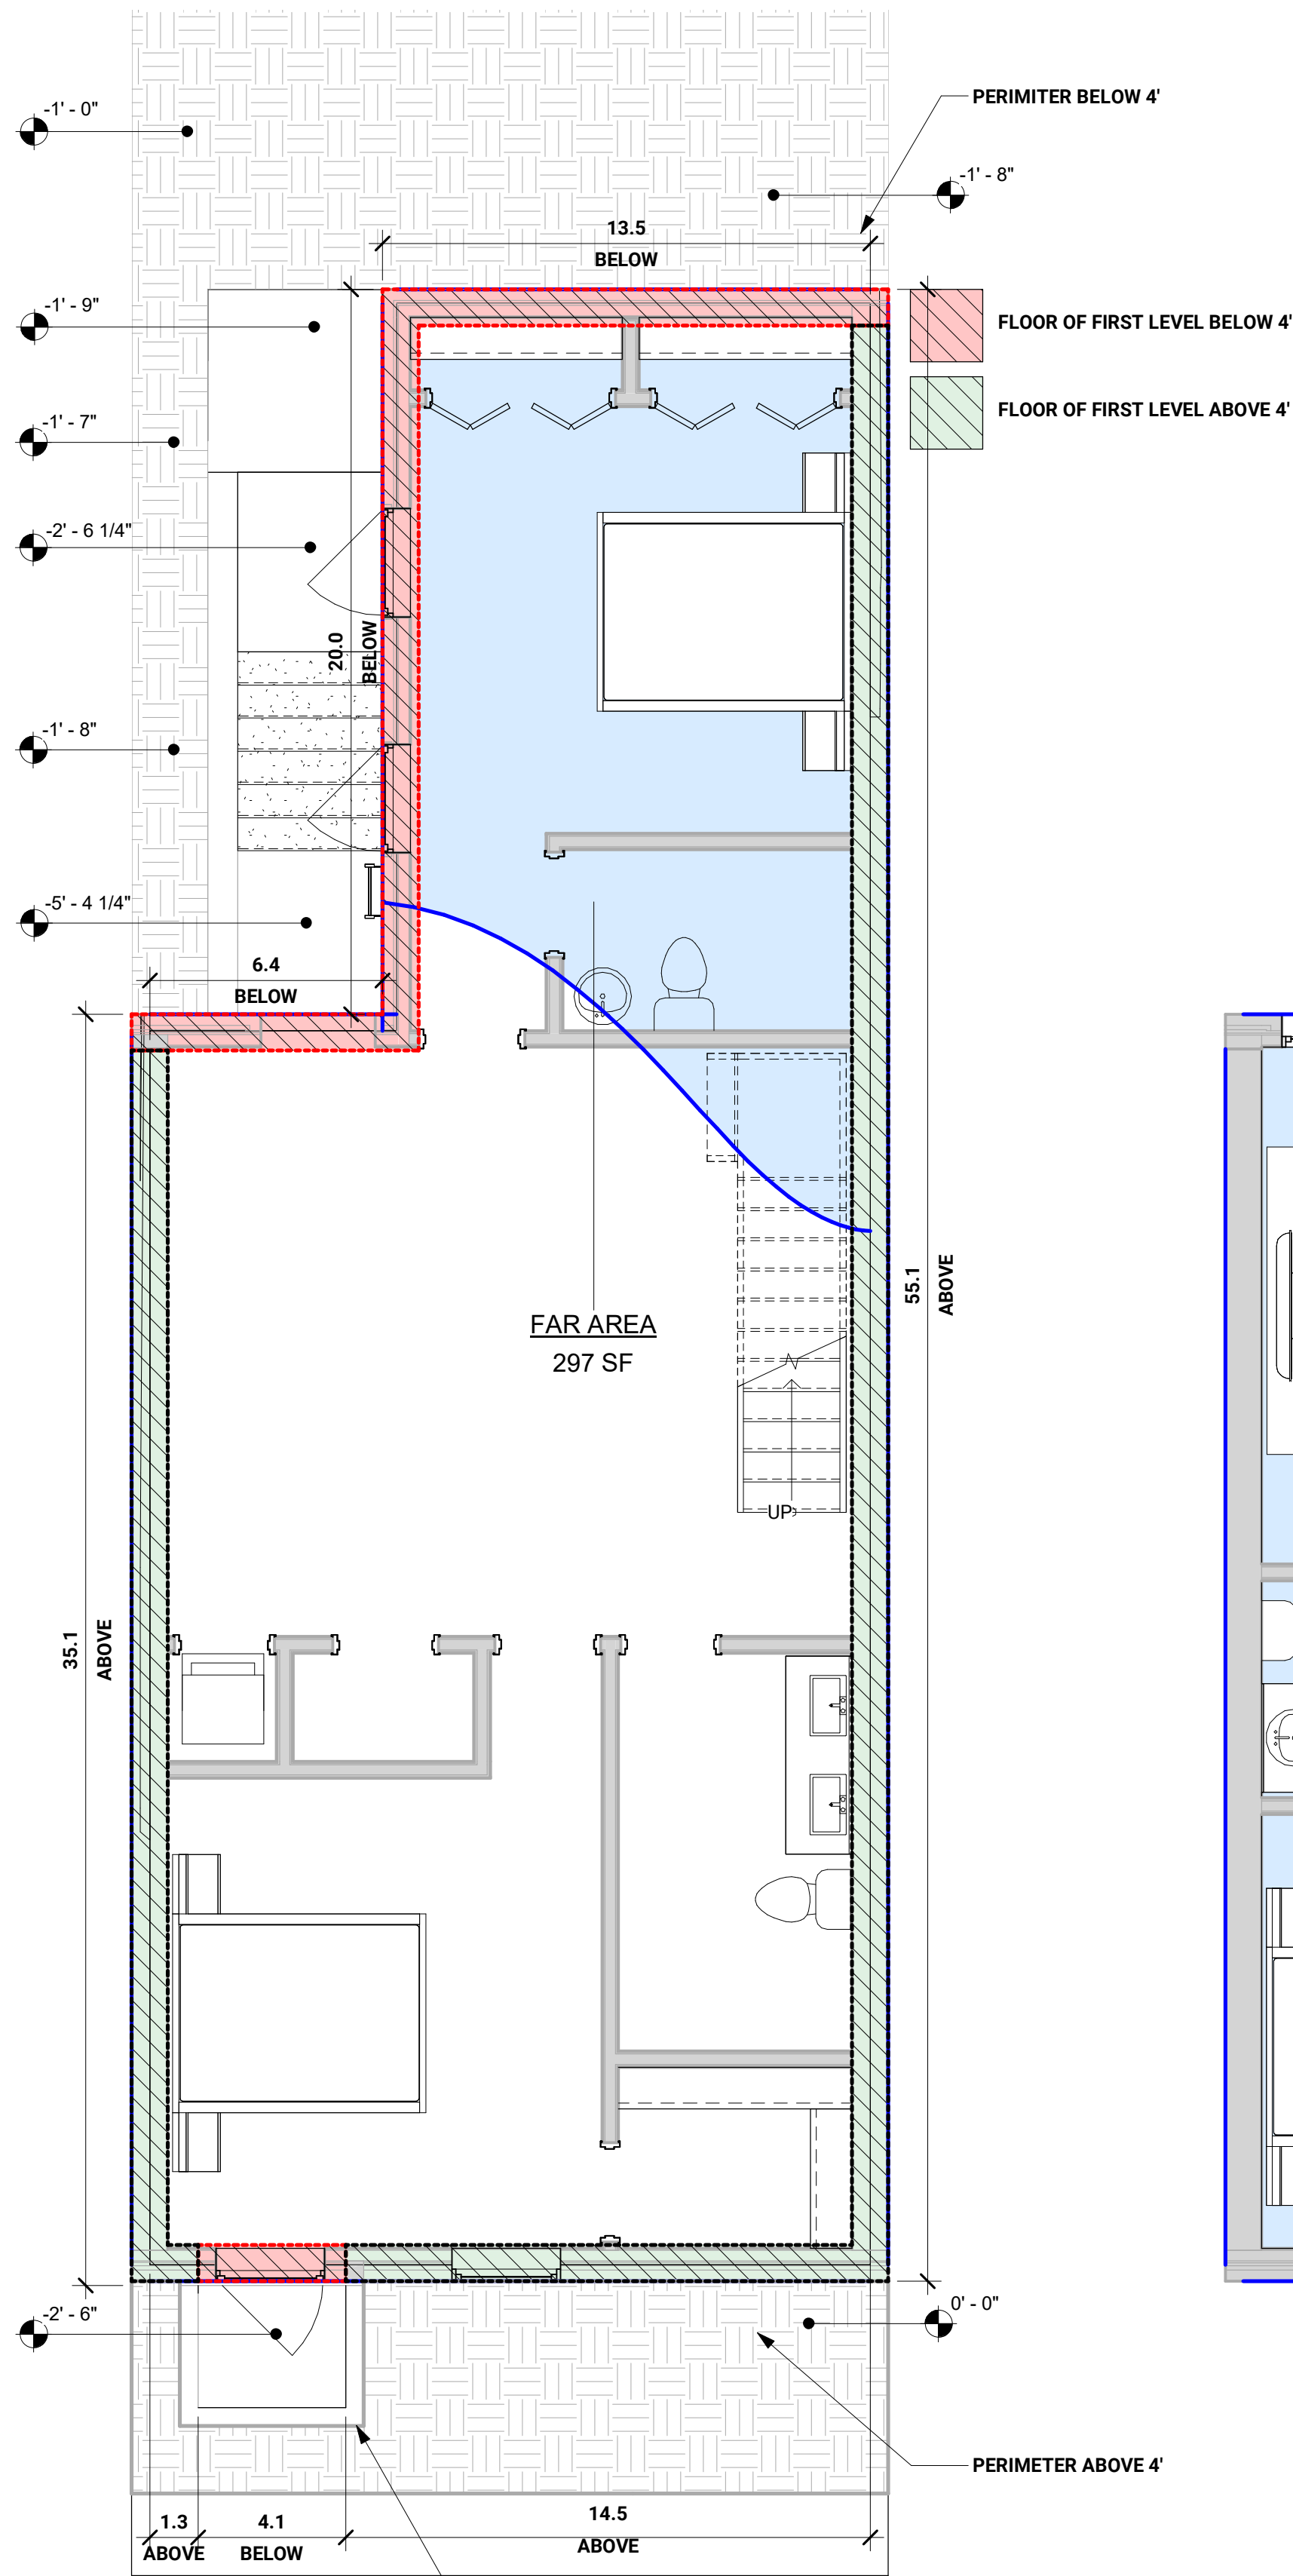 -1' - 0"
PERIMITER BELOW 4'
-1' - 8"
13.5
BELOW
-1' - 9"
FLOOR OF FIRST LEVEL BELOW 4'
FLOOR OF FIRST LEVEL ABOVE 4'
-1' - 7"
-2' - 6 1/4"
20.0
BELOW
-1' - 8"
-5' - 4 1/4"
6.4
BELOW
55.1
ABOVE
FAR AREA
297 SF
UP
35.1
ABOVE
-2' - 6"
0' - 0"
PERIMETER ABOVE 4'
1.3
ABOVE
4.1
BELOW
14.5
ABOVE